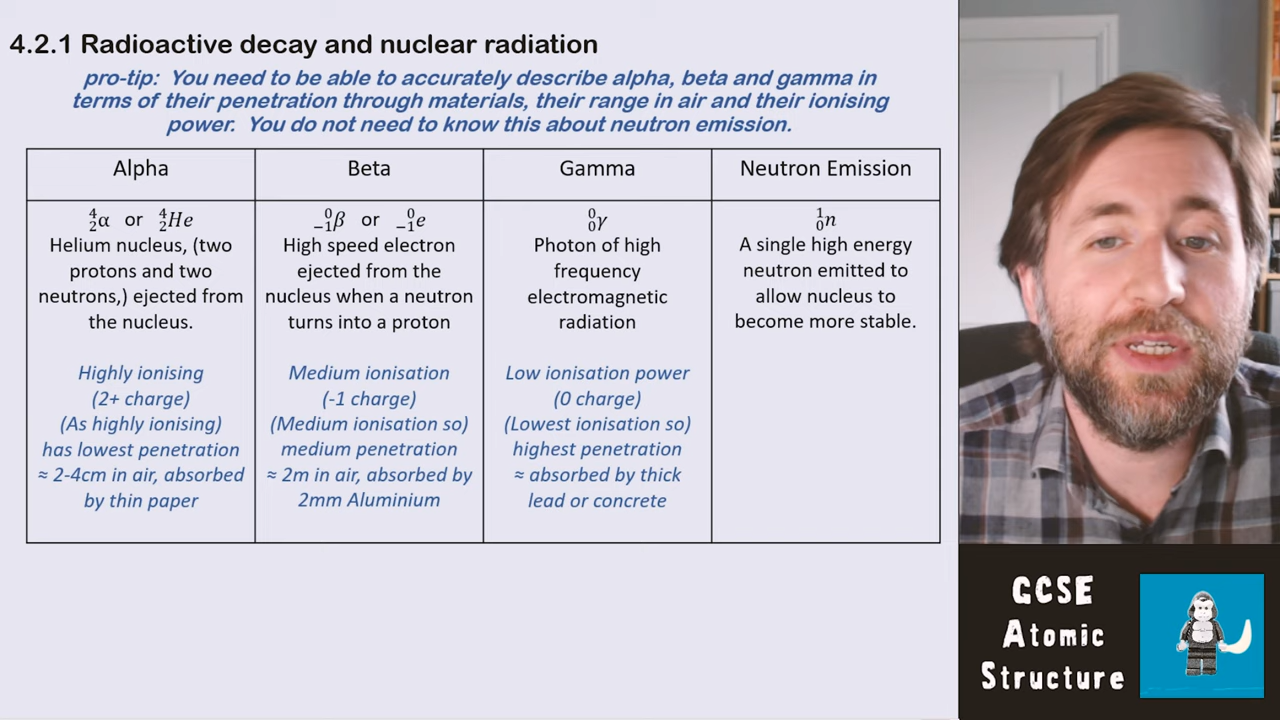 4.2.1 Radioactive decay and nuclear radiation
pro-tip: You need to be able to accurately describe alpha, beta and gamma in
terms of their penetration through materials, their range in air and their ionising
power. You do not need to know this about neutron emission.
Alpha
⁴₂α or ⁴₂He
Helium nucleus, (two
protons and two
neutrons,) ejected from
the nucleus.
Highly ionising
(2+ charge)
(As highly ionising)
has lowest penetration
≈ 2-4cm in air, absorbed
by thin paper
Beta
⁰₋₁β or ⁰₋₁e
High speed electron
ejected from the
nucleus when a neutron
turns into a proton
Medium ionisation
(-1 charge)
(Medium ionisation so)
medium penetration
≈ 2m in air, absorbed by
2mm Aluminium
Gamma
⁰₀γ
Photon of high
frequency
electromagnetic
radiation
Low ionisation power
(0 charge)
(Lowest ionisation so)
highest penetration
≈ absorbed by thick
lead or concrete
Neutron Emission
¹₀n
A single high energy
neutron emitted to
allow nucleus to
become more stable.
GCSE
Atomic
Structure